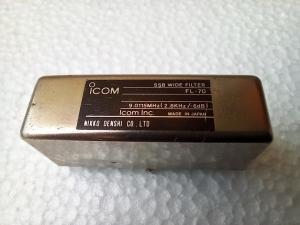 ICOM
SSB WIDE FILTER
FL-70
9.0115MHz(2.8KHz/-6dB)
Icom Inc. MADE IN JAPAN
NIKKO DENSHI CO., LTD